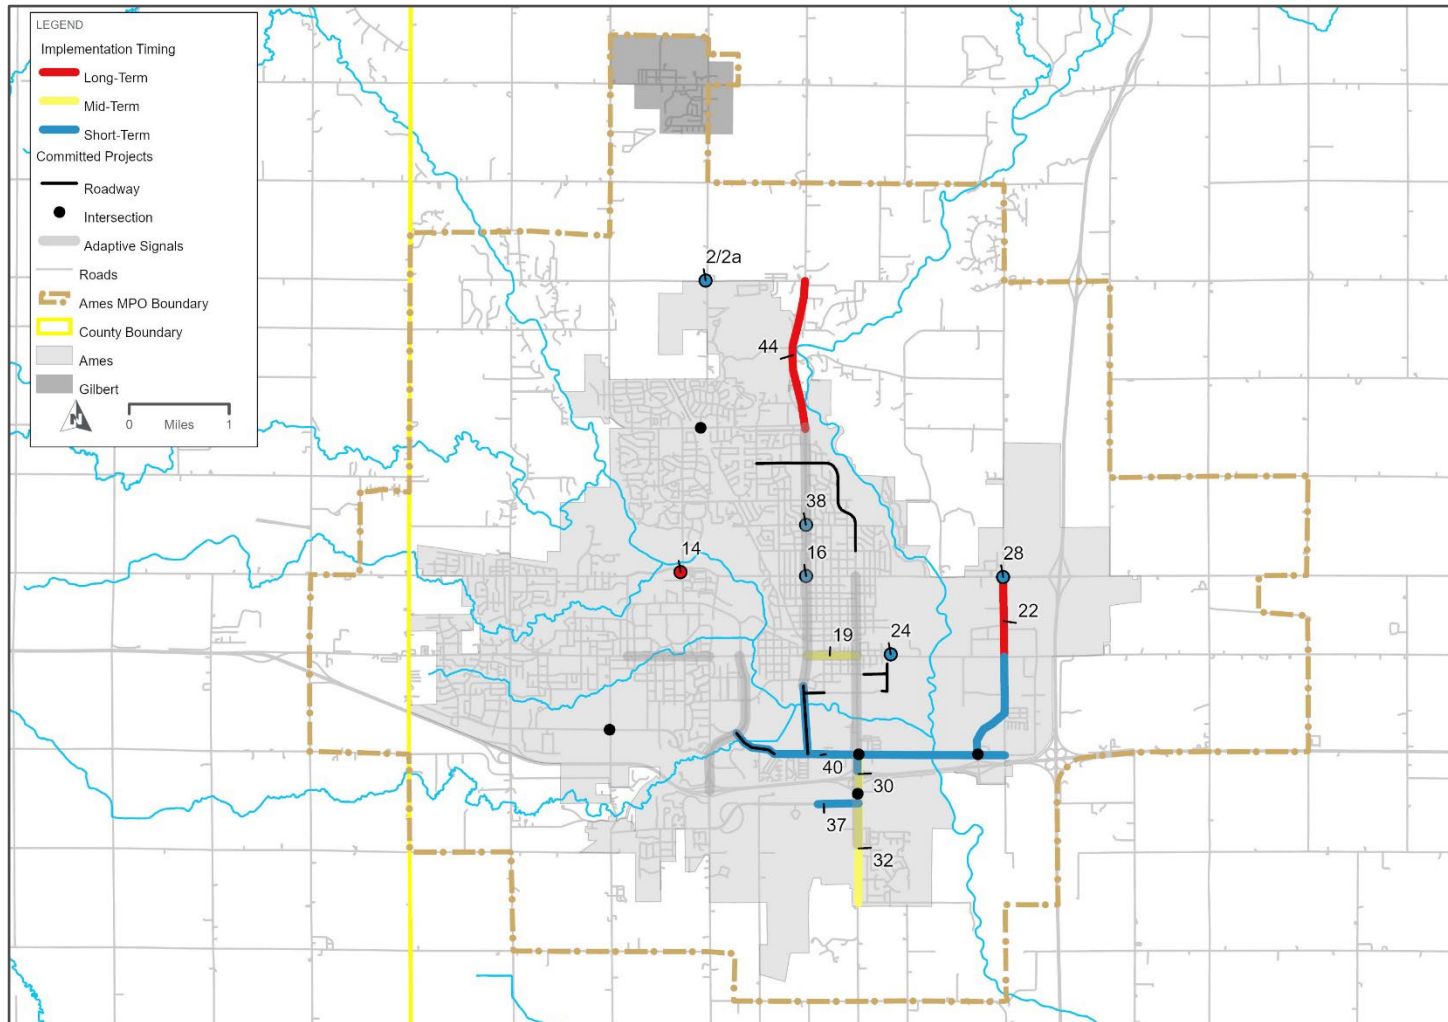 LEGEND
Implementation Timing
Long-Term
Mid-Term
Short-Term
Committed Projects
Roadway
Intersection
Adaptive Signals
Roads
Ames MPO Boundary
County Boundary
Ames
Gilbert
N
0 Miles 1
2/2a
44
38
14
16
28
22
19
24
40
30
37
32